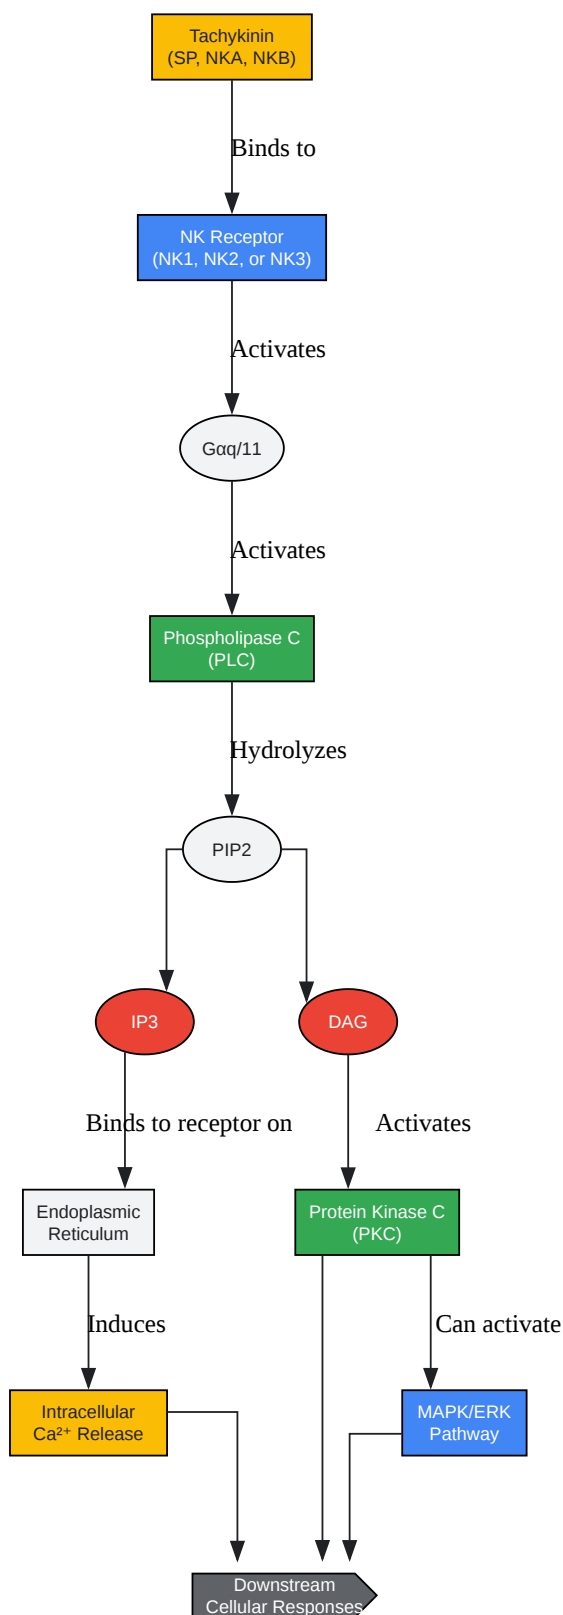 Tachykinin
(SP, NKA, NKB)
Binds to
NK Receptor
(NK1, NK2, or NK3)
Activates
Gαq/11
Activates
Phospholipase C
(PLC)
Hydrolyzes
PIP2
IP3
DAG
Binds to receptor on
Activates
Endoplasmic
Reticulum
Protein Kinase C
(PKC)
Induces
Can activate
Intracellular
Ca²⁺ Release
MAPK/ERK
Pathway
Downstream
Cellular Responses